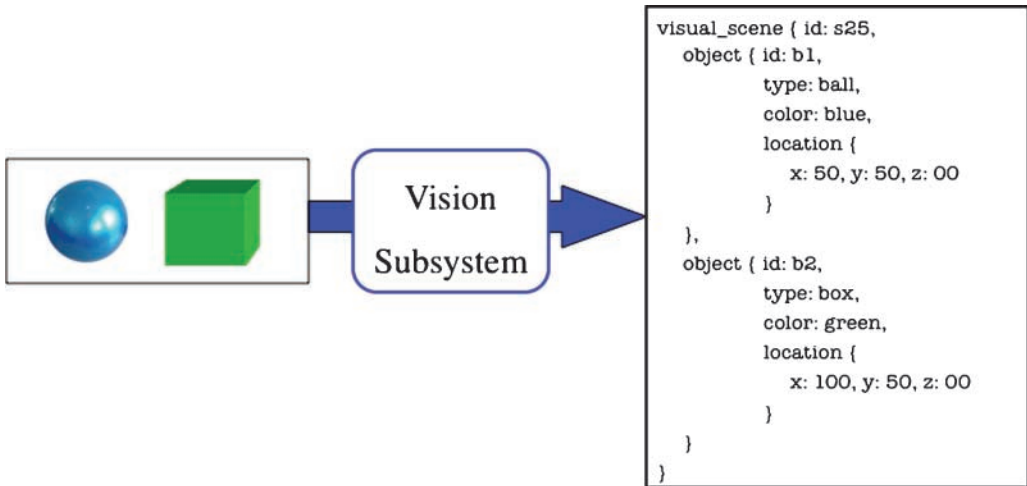 Vision
Subsystem
visual_scene { id: s25,
object { id: b1,
type: ball,
color: blue,
location {
x: 50, y: 50, z: 00
}
},
object { id: b2,
type: box,
color: green,
location {
x: 100, y: 50, z: 00
}
}
}